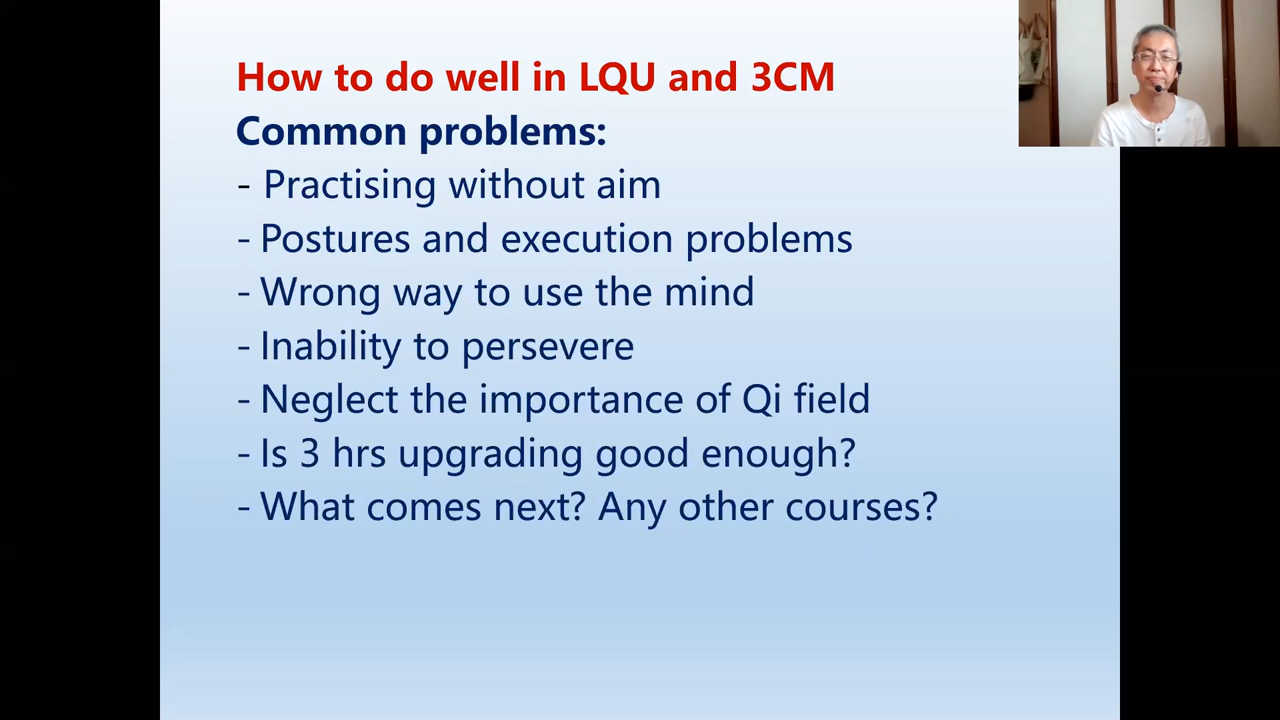 How to do well in LQU and 3CM
Common problems:
- Practising without aim
- Postures and execution problems
- Wrong way to use the mind
- Inability to persevere
- Neglect the importance of Qi field
- Is 3 hrs upgrading good enough?
- What comes next? Any other courses?